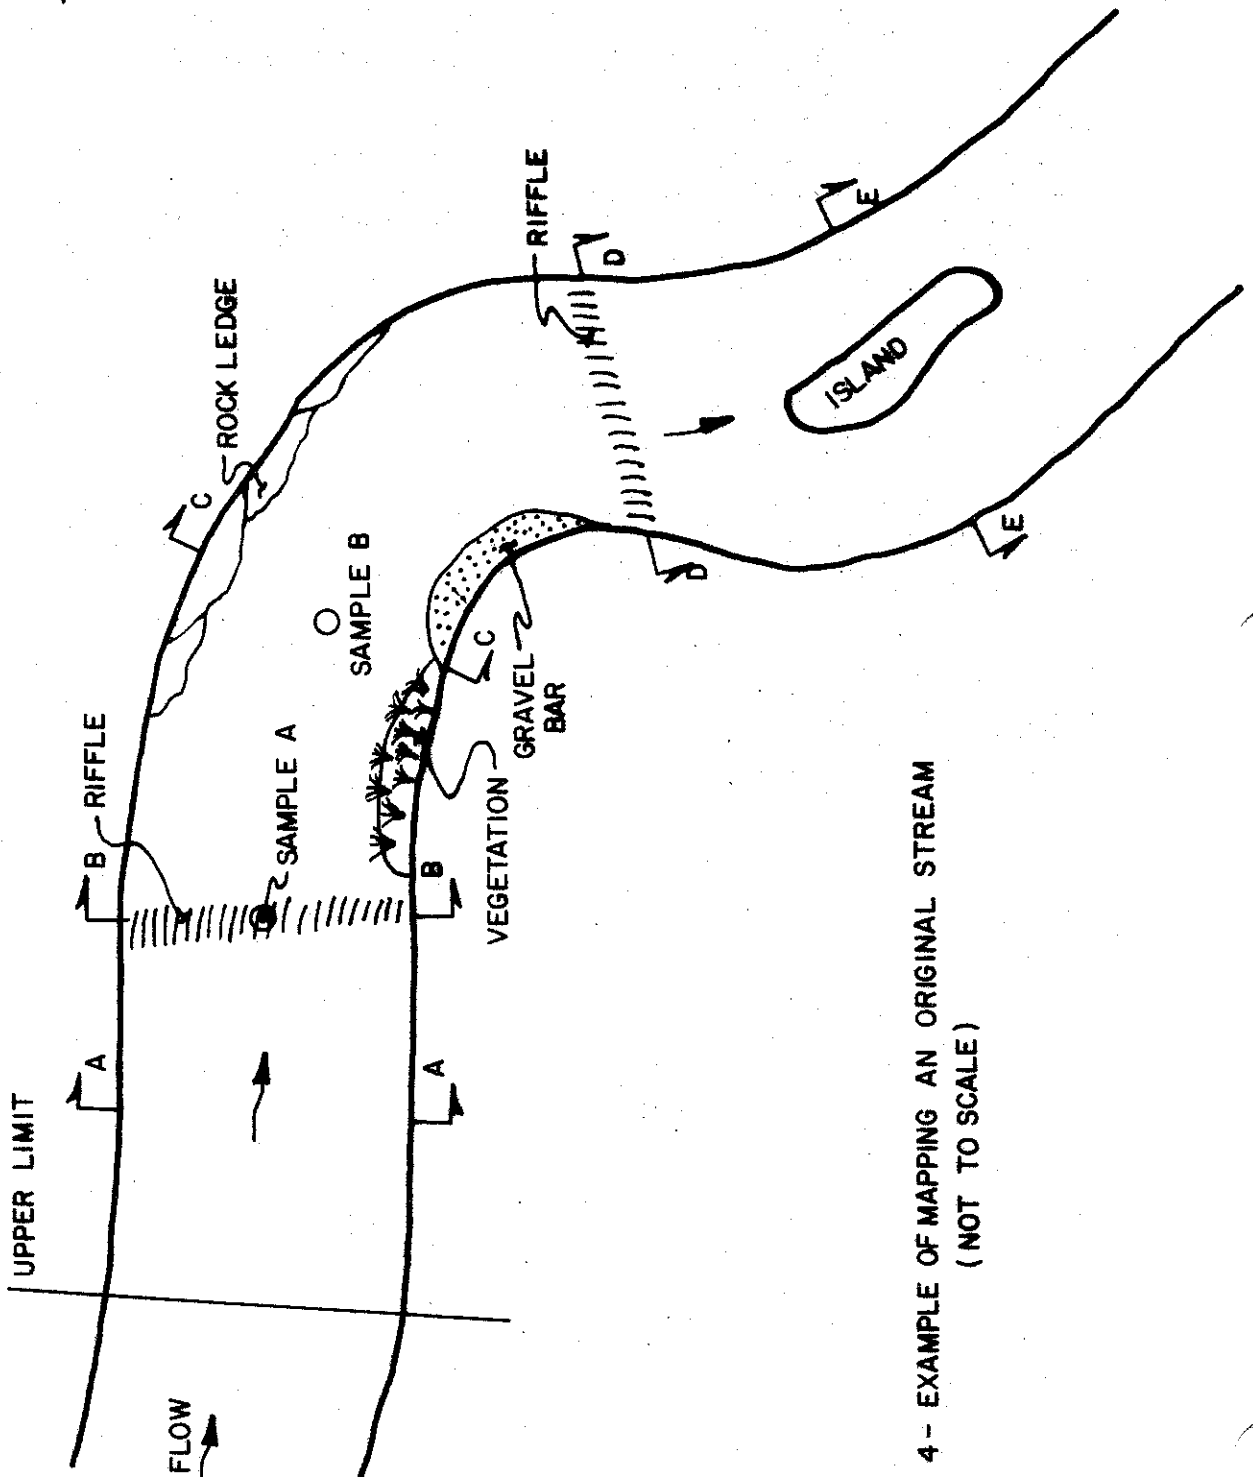 UPPER LIMIT
FLOW
A
A
B
RIFFLE
B
SAMPLE A
VEGETATION
C
ROCK LEDGE
SAMPLE B
C
GRAVEL
BAR
RIFFLE
D
D
ISLAND
E
E
4- EXAMPLE OF MAPPING AN ORIGINAL STREAM
(NOT TO SCALE)